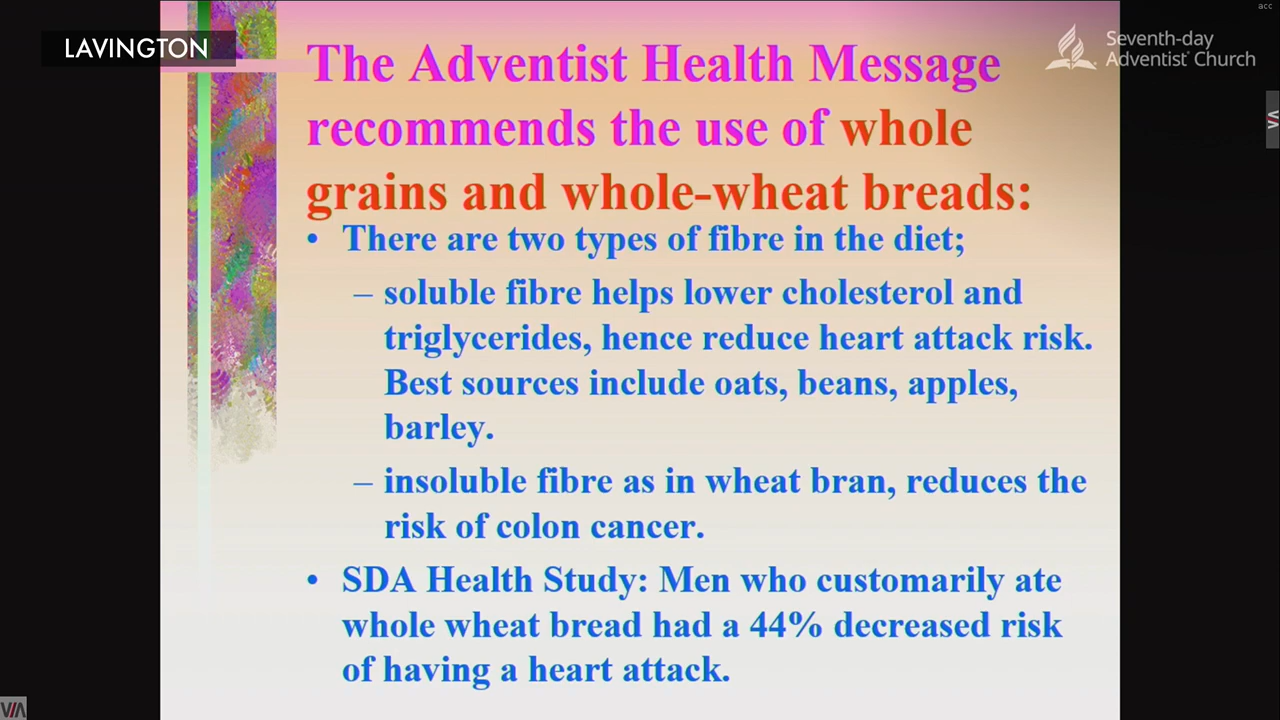 acc
LAVINGTON
Seventh-day
Adventist Church
The Adventist Health Message
recommends the use of whole
grains and whole-wheat breads:
• There are two types of fibre in the diet;
– soluble fibre helps lower cholesterol and
triglycerides, hence reduce heart attack risk.
Best sources include oats, beans, apples,
barley.
– insoluble fibre as in wheat bran, reduces the
risk of colon cancer.
• SDA Health Study: Men who customarily ate
whole wheat bread had a 44% decreased risk
of having a heart attack.
VIA